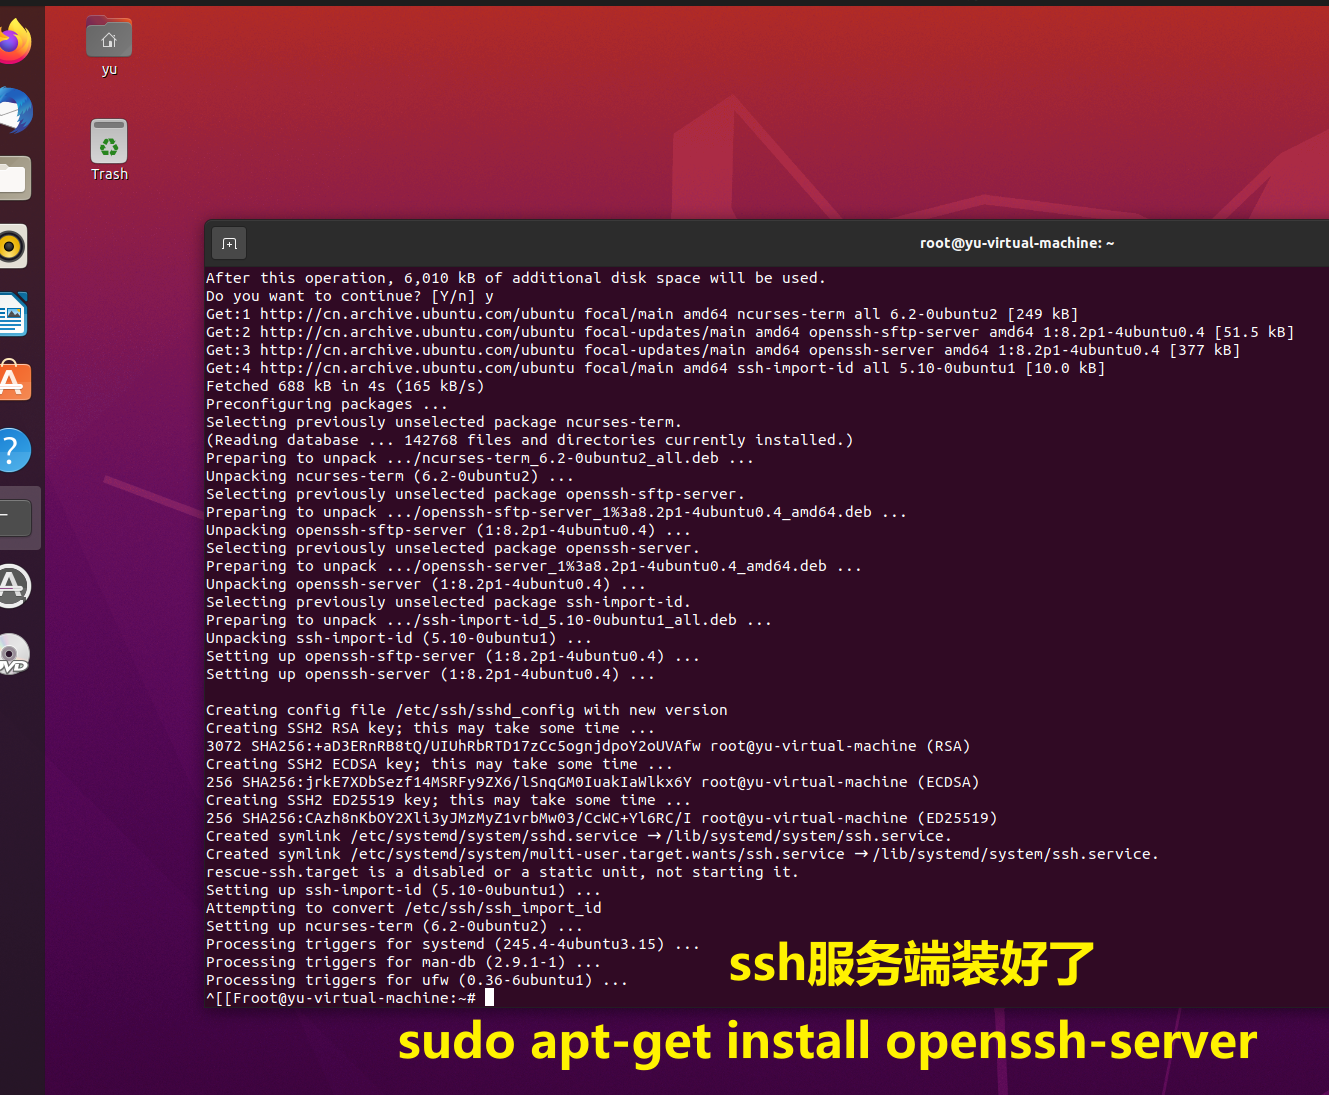 yu
Trash
root@yu-virtual-machine: ~
After this operation, 6,010 kB of additional disk space will be used.
Do you want to continue? [Y/n] y
Get:1 http://cn.archive.ubuntu.com/ubuntu focal/main amd64 ncurses-term all 6.2-0ubuntu2 [249 kB]
Get:2 http://cn.archive.ubuntu.com/ubuntu focal-updates/main amd64 openssh-sftp-server amd64 1:8.2p1-4ubuntu0.4 [51.5 kB]
Get:3 http://cn.archive.ubuntu.com/ubuntu focal-updates/main amd64 openssh-server amd64 1:8.2p1-4ubuntu0.4 [377 kB]
Get:4 http://cn.archive.ubuntu.com/ubuntu focal/main amd64 ssh-import-id all 5.10-0ubuntu1 [10.0 kB]
Fetched 688 kB in 4s (165 kB/s)
Preconfiguring packages ...
Selecting previously unselected package ncurses-term.
(Reading database ... 142768 files and directories currently installed.)
Preparing to unpack .../ncurses-term_6.2-0ubuntu2_all.deb ...
Unpacking ncurses-term (6.2-0ubuntu2) ...
Selecting previously unselected package openssh-sftp-server.
Preparing to unpack .../openssh-sftp-server_1%3a8.2p1-4ubuntu0.4_amd64.deb ...
Unpacking openssh-sftp-server (1:8.2p1-4ubuntu0.4) ...
Selecting previously unselected package openssh-server.
Preparing to unpack .../openssh-server_1%3a8.2p1-4ubuntu0.4_amd64.deb ...
Unpacking openssh-server (1:8.2p1-4ubuntu0.4) ...
Selecting previously unselected package ssh-import-id.
Preparing to unpack .../ssh-import-id_5.10-0ubuntu1_all.deb ...
Unpacking ssh-import-id (5.10-0ubuntu1) ...
Setting up openssh-sftp-server (1:8.2p1-4ubuntu0.4) ...
Setting up openssh-server (1:8.2p1-4ubuntu0.4) ...
Creating config file /etc/ssh/sshd_config with new version
Creating SSH2 RSA key; this may take some time ...
3072 SHA256:+aD3ERnRB8tQ/UIUhRbRTD17zCc5ognjdpoY2oUVAfw root@yu-virtual-machine (RSA)
Creating SSH2 ECDSA key; this may take some time ...
256 SHA256:jrkE7XDbSezf14MSRFy9ZX6/lSnqGM0IuakIaWlkx6Y root@yu-virtual-machine (ECDSA)
Creating SSH2 ED25519 key; this may take some time ...
256 SHA256:CAzh8nKbOY2Xli3yJMzMyZ1vrbMw03/CcWC+Yl6RC/I root@yu-virtual-machine (ED25519)
Created symlink /etc/systemd/system/sshd.service → /lib/systemd/system/ssh.service.
Created symlink /etc/systemd/system/multi-user.target.wants/ssh.service → /lib/systemd/system/ssh.service.
rescue-ssh.target is a disabled or a static unit, not starting it.
Setting up ssh-import-id (5.10-0ubuntu1) ...
Attempting to convert /etc/ssh/ssh_import_id
Setting up ncurses-term (6.2-0ubuntu2) ...
Processing triggers for systemd (245.4-4ubuntu3.15) ...
Processing triggers for man-db (2.9.1-1) ...
Processing triggers for ufw (0.36-6ubuntu1) ...
^[[Froot@yu-virtual-machine:~#
ssh服务端装好了
sudo apt-get install openssh-server